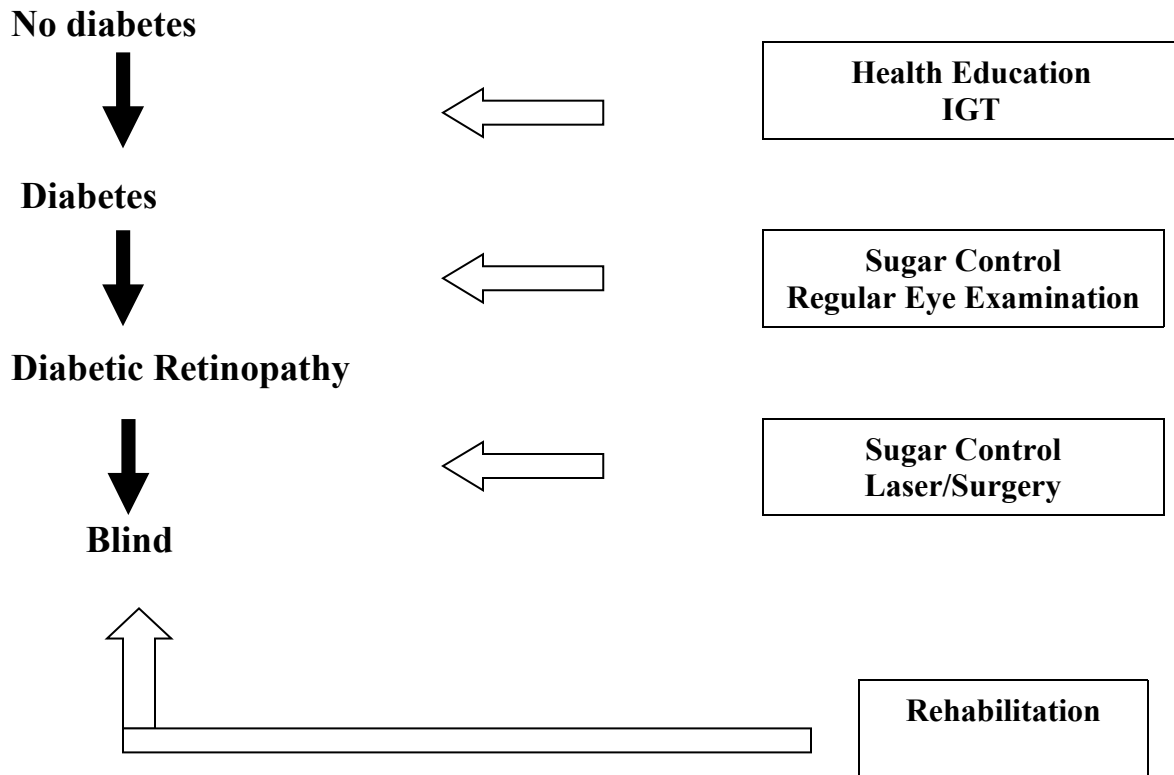 No diabetes
Health Education
IGT
Diabetes
Sugar Control
Regular Eye Examination
Diabetic Retinopathy
Sugar Control
Laser/Surgery
Blind
Rehabilitation